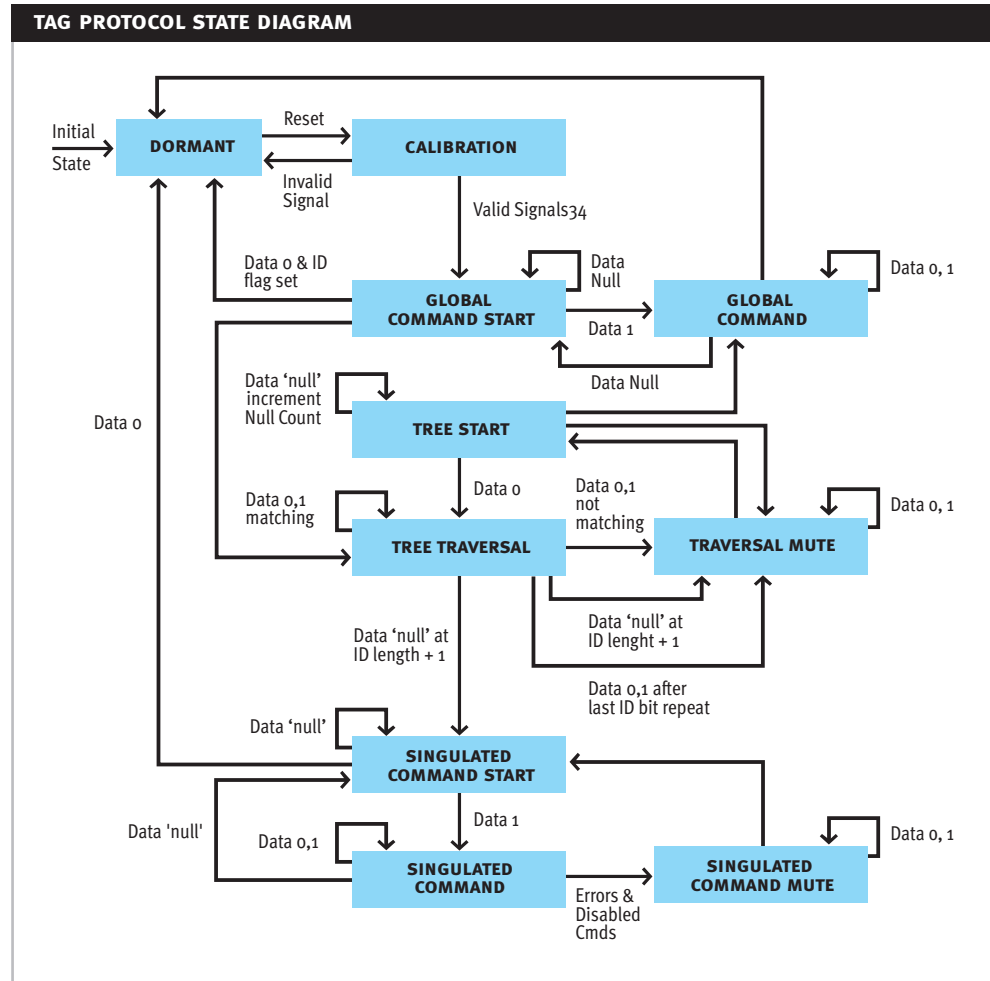 TAG PROTOCOL STATE DIAGRAM
Initial
State
DORMANT
Reset
CALIBRATION
Invalid
Signal
Valid Signals34
Data 0 & ID
flag set
GLOBAL
COMMAND START
Data
Null
Data 1
GLOBAL
COMMAND
Data 0, 1
Data Null
Data ‘null’
increment
Null Count
TREE START
Data 0
Data 0
Data 0,1
matching
TREE TRAVERSAL
Data 0,1
not
matching
TRAVERSAL MUTE
Data 0, 1
Data ‘null’ at
ID length + 1
Data ‘null’ at
ID lenght + 1
Data 0,1 after
last ID bit repeat
Data ‘null’
SINGULATED
COMMAND START
Data 'null'
Data 1
Data 0,1
SINGULATED
COMMAND
Errors &
Disabled
Cmds
SINGULATED
COMMAND MUTE
Data 0, 1